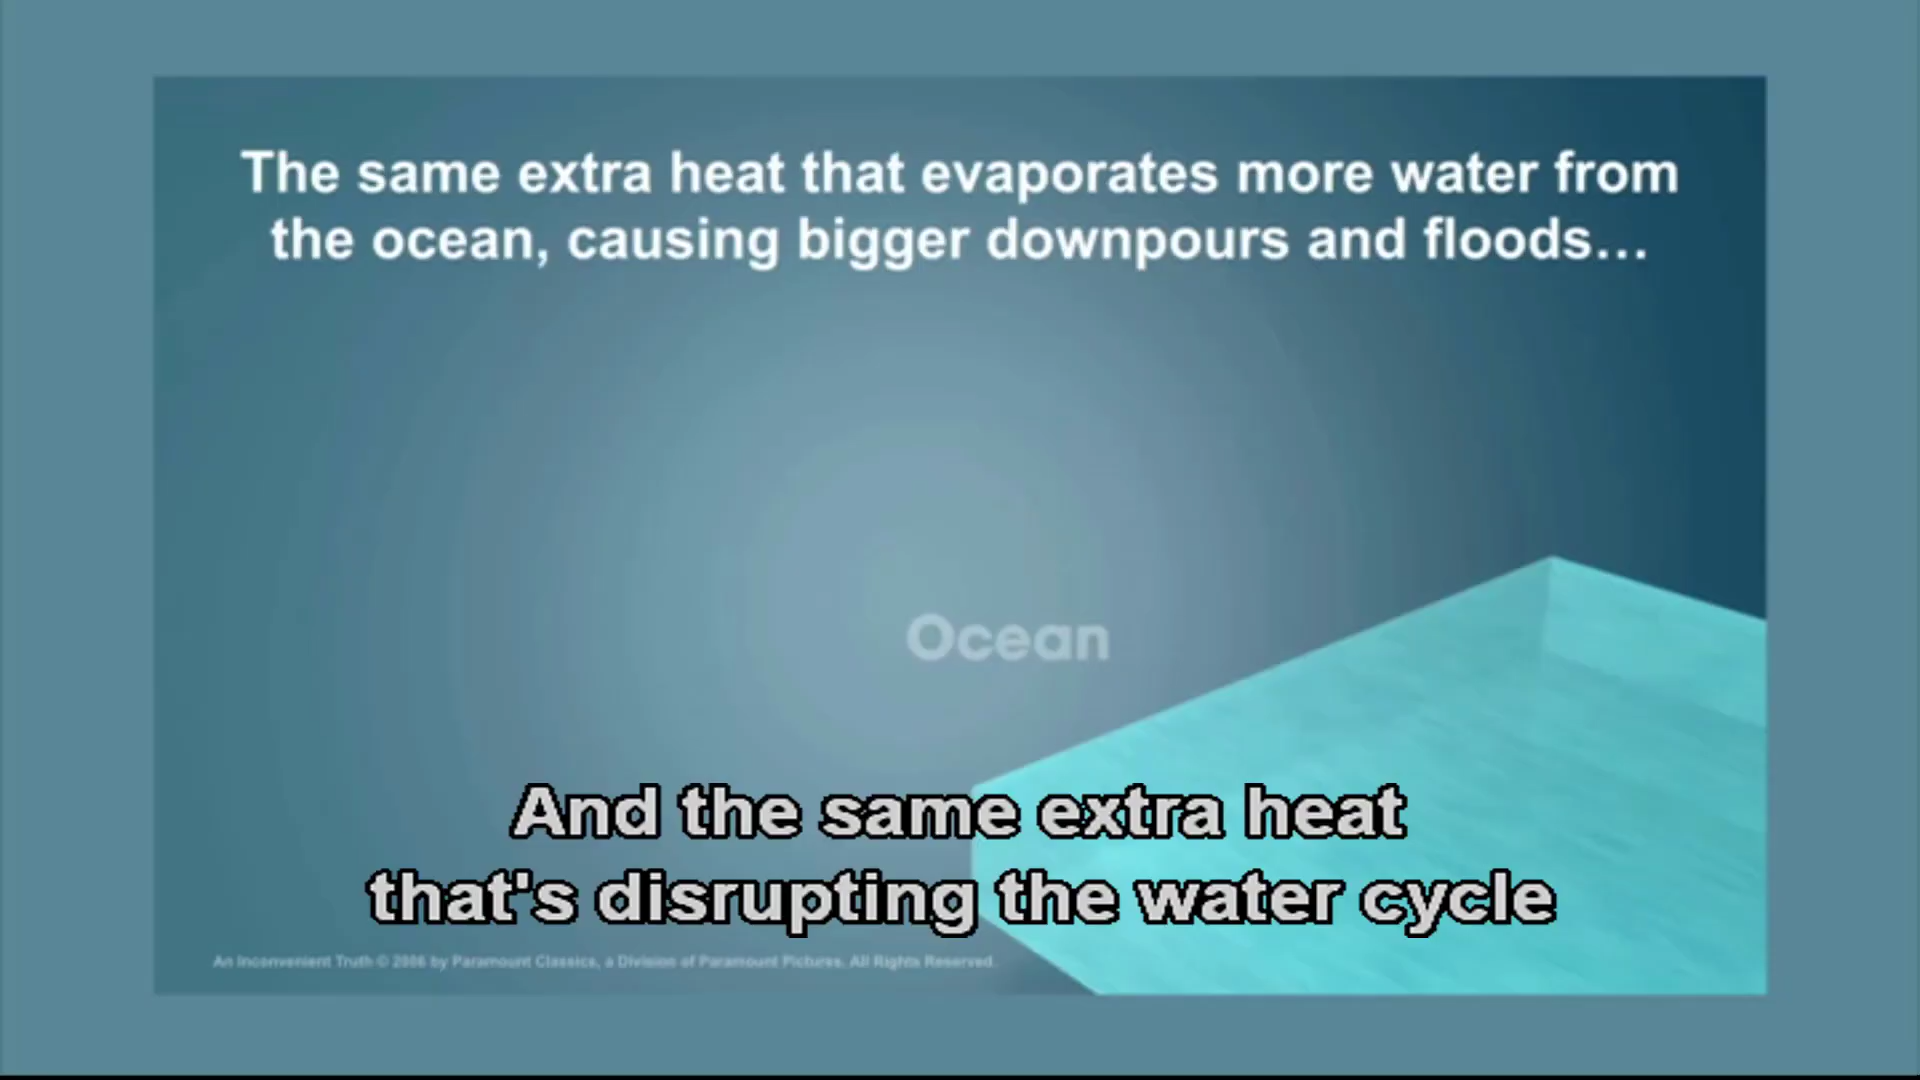 The same extra heat that evaporates more water from
the ocean, causing bigger downpours and floods…
Ocean
And the same extra heat
that's disrupting the water cycle
An Inconvenient Truth © 2006 by Paramount Classics, a Division of Paramount Pictures. All Rights Reserved.